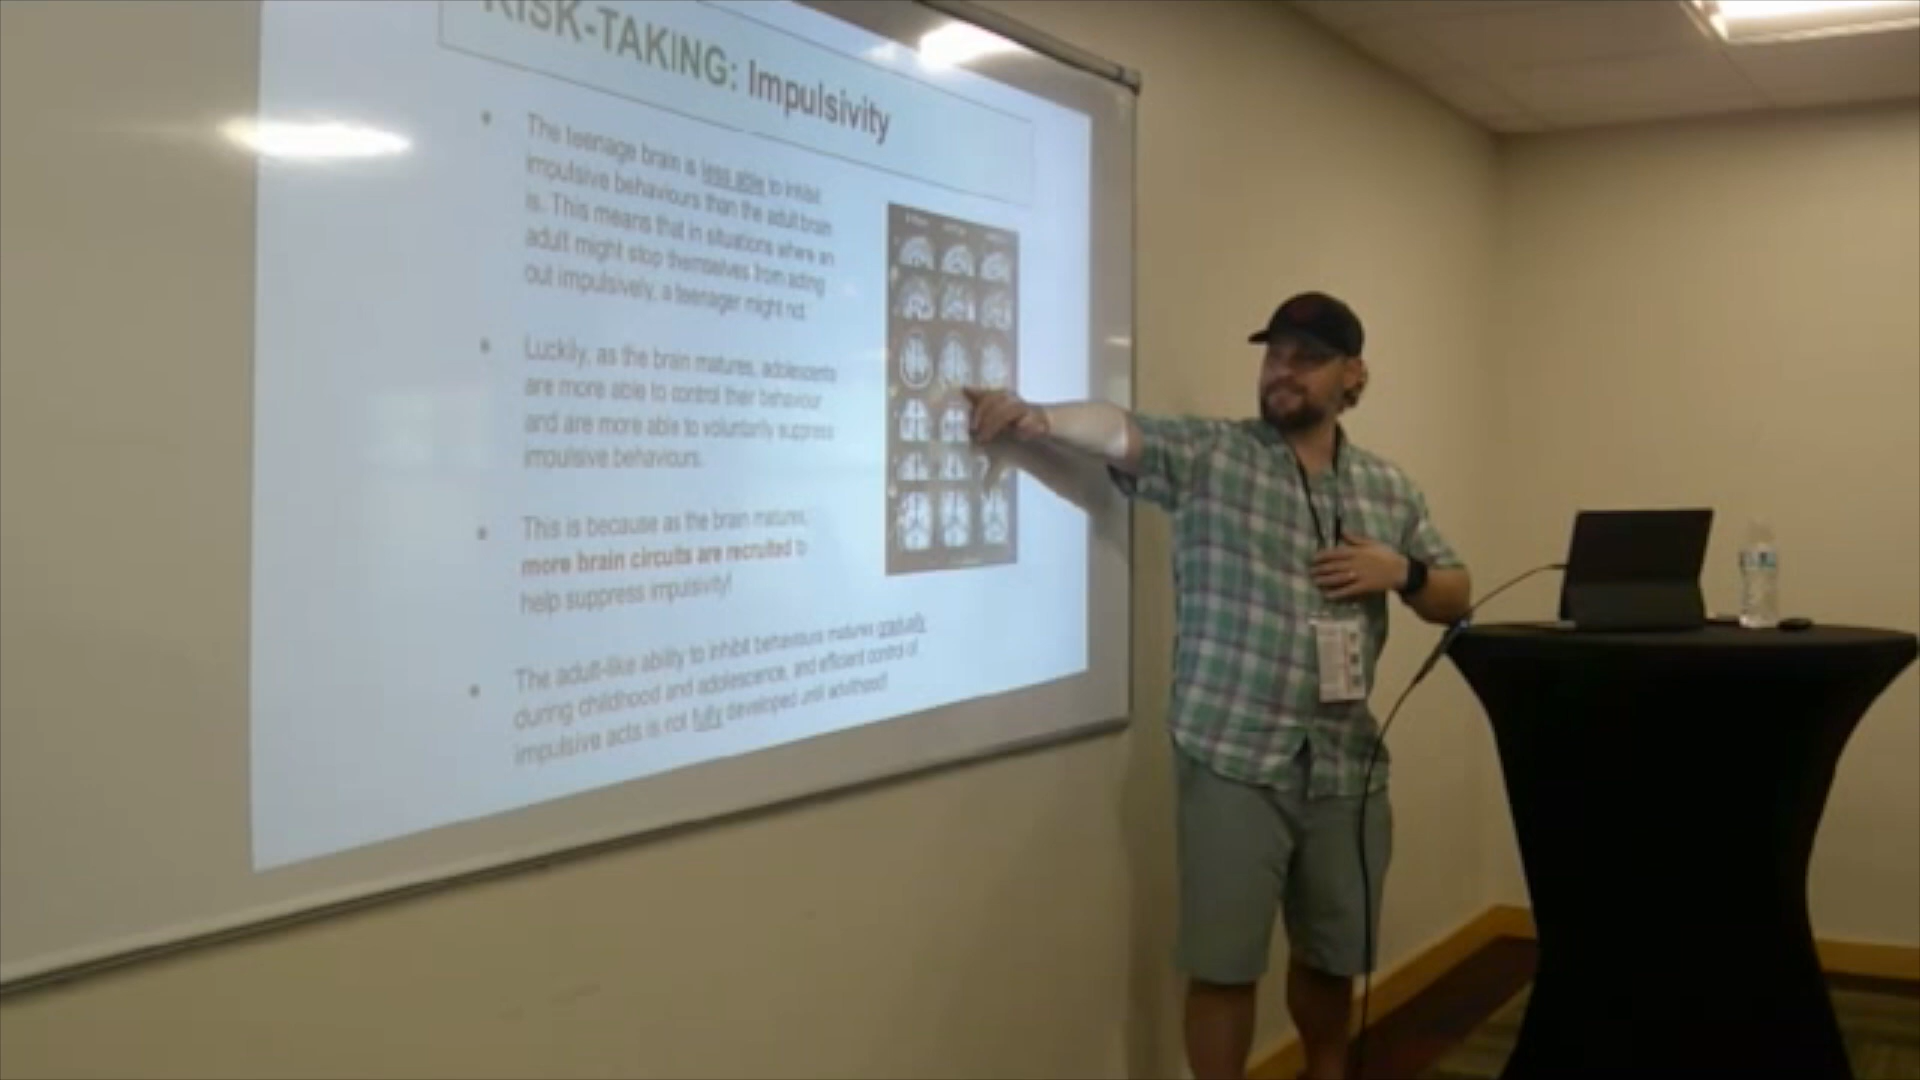 RISK-TAKING: Impulsivity
The teenage brain is less able to inhibit
impulsive behaviours than the adult brain
is. This means that in situations where an
adult might stop themselves from acting
out impulsively, a teenager might not.
Luckily, as the brain matures, adolescents
are more able to control their behaviour
and are more able to voluntarily suppress
impulsive behaviours.
This is because as the brain matures,
more brain circuits are recruited to
help suppress impulsivity!
The adult-like ability to inhibit behaviours matures gradually
during childhood and adolescence, and efficient control of
impulsive acts is not fully developed until adulthood!